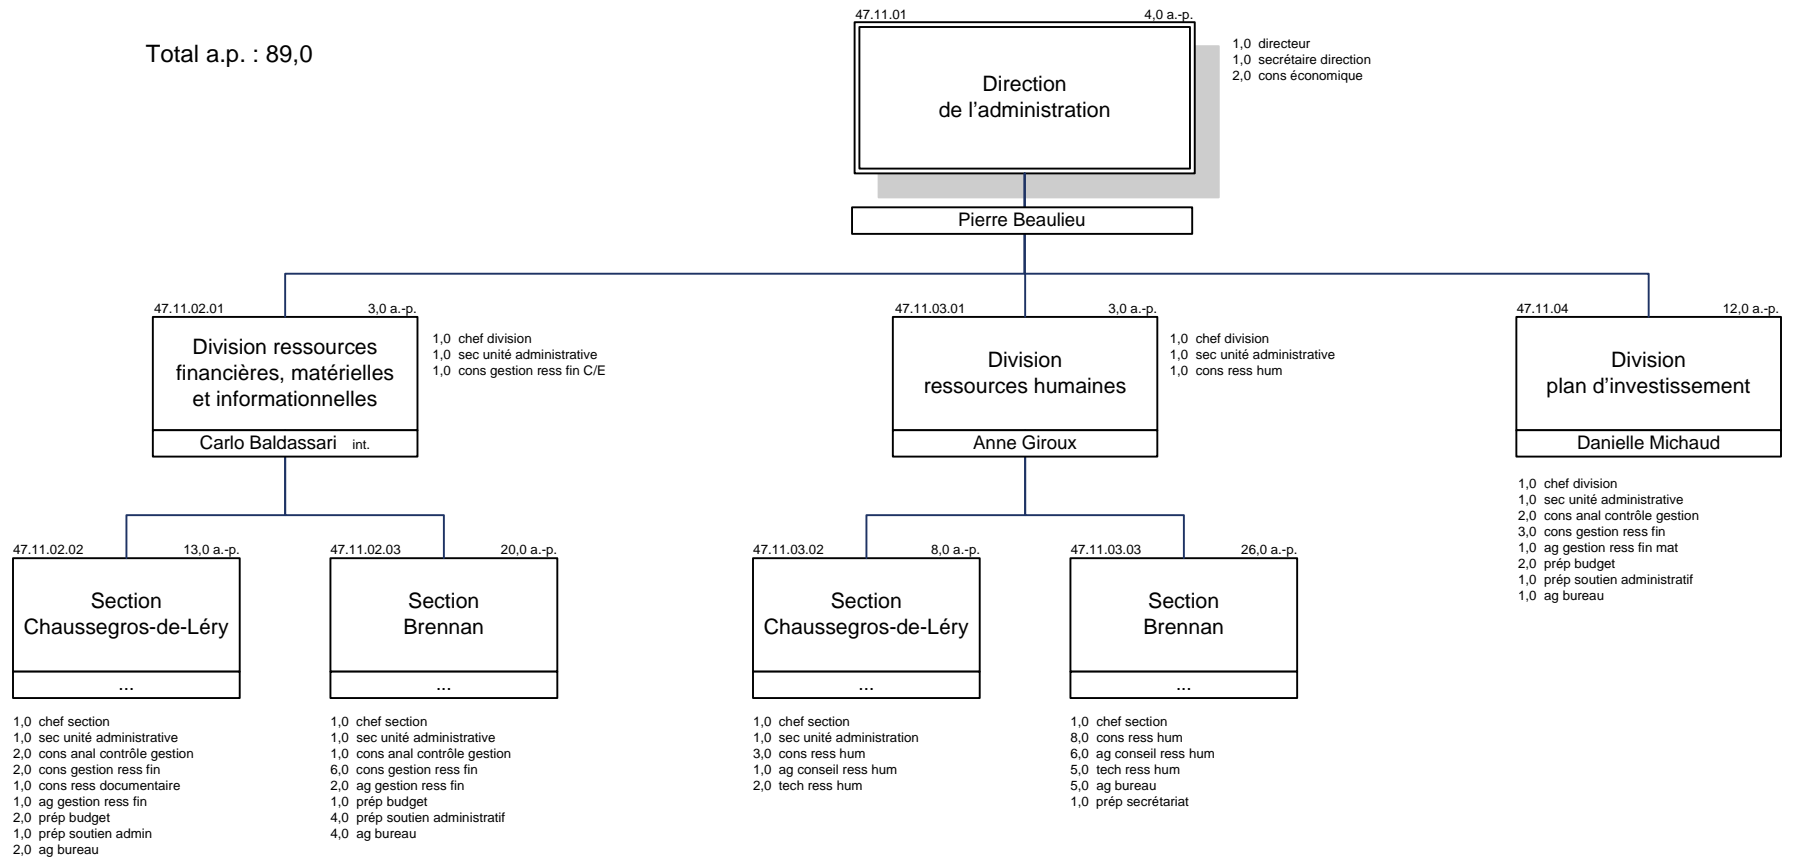 Total a.p. : 89,0
47.11.01 4,0 a.-p.
Direction
de l'administration
1,0 directeur
1,0 secrétaire direction
2,0 cons économique
Pierre Beaulieu
47.11.02.01 3,0 a.-p.
Division ressources
financières, matérielles
et informationnelles
Carlo Baldassari int.
1,0 chef division
1,0 sec unité administrative
1,0 cons gestion ress fin C/E
47.11.03.01 3,0 a.-p.
Division
ressources humaines
Anne Giroux
1,0 chef division
1,0 sec unité administrative
1,0 cons ress hum
47.11.04 12,0 a.-p.
Division
plan d'investissement
Danielle Michaud
1,0 chef division
1,0 sec unité administrative
2,0 cons anal contrôle gestion
3,0 cons gestion ress fin
1,0 ag gestion ress fin mat
2,0 prép budget
1,0 prép soutien administratif
1,0 ag bureau
47.11.02.02 13,0 a.-p.
Section
Chaussegros-de-Léry
...
1,0 chef section
1,0 sec unité administrative
2,0 cons anal contrôle gestion
2,0 cons gestion ress fin
1,0 cons ress documentaire
1,0 ag gestion ress fin
2,0 prép budget
1,0 prép soutien admin
2,0 ag bureau
47.11.02.03 20,0 a.-p.
Section
Brennan
...
1,0 chef section
1,0 sec unité administrative
1,0 cons anal contrôle gestion
6,0 cons gestion ress fin
2,0 ag gestion ress fin
1,0 prép budget
4,0 prép soutien administratif
4,0 ag bureau
47.11.03.02 8,0 a.-p.
Section
Chaussegros-de-Léry
...
1,0 chef section
1,0 sec unité administration
3,0 cons ress hum
1,0 ag conseil ress hum
2,0 tech ress hum
47.11.03.03 26,0 a.-p.
Section
Brennan
...
1,0 chef section
8,0 cons ress hum
6,0 ag conseil ress hum
5,0 tech ress hum
5,0 ag bureau
1,0 prép secrétariat